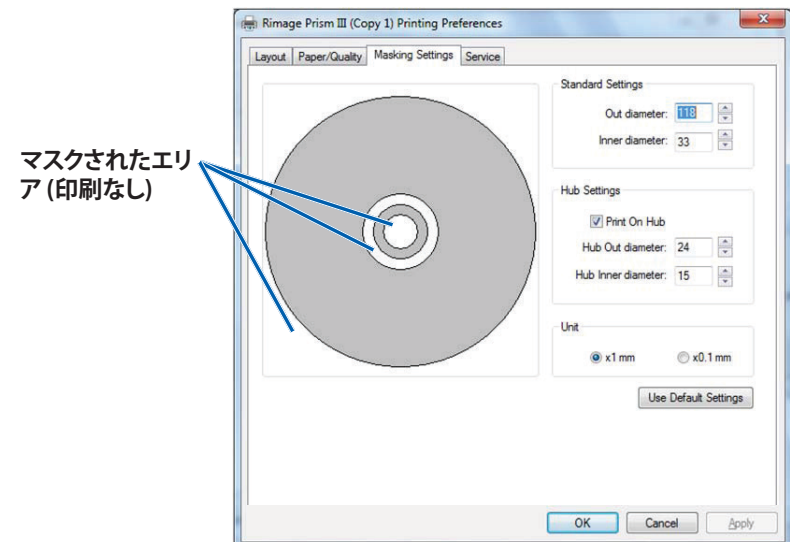 Rimage Prism III (Copy 1) Printing Preferences
Layout Paper/Quality Masking Settings Service
マスクされたエリ
ア (印刷なし)
Standard Settings
Out diameter: 118
Inner diameter: 33
Hub Settings
Print On Hub
Hub Out diameter: 24
Hub Inner diameter: 15
Unit
x1 mm x0.1 mm
Use Default Settings
OK Cancel Apply